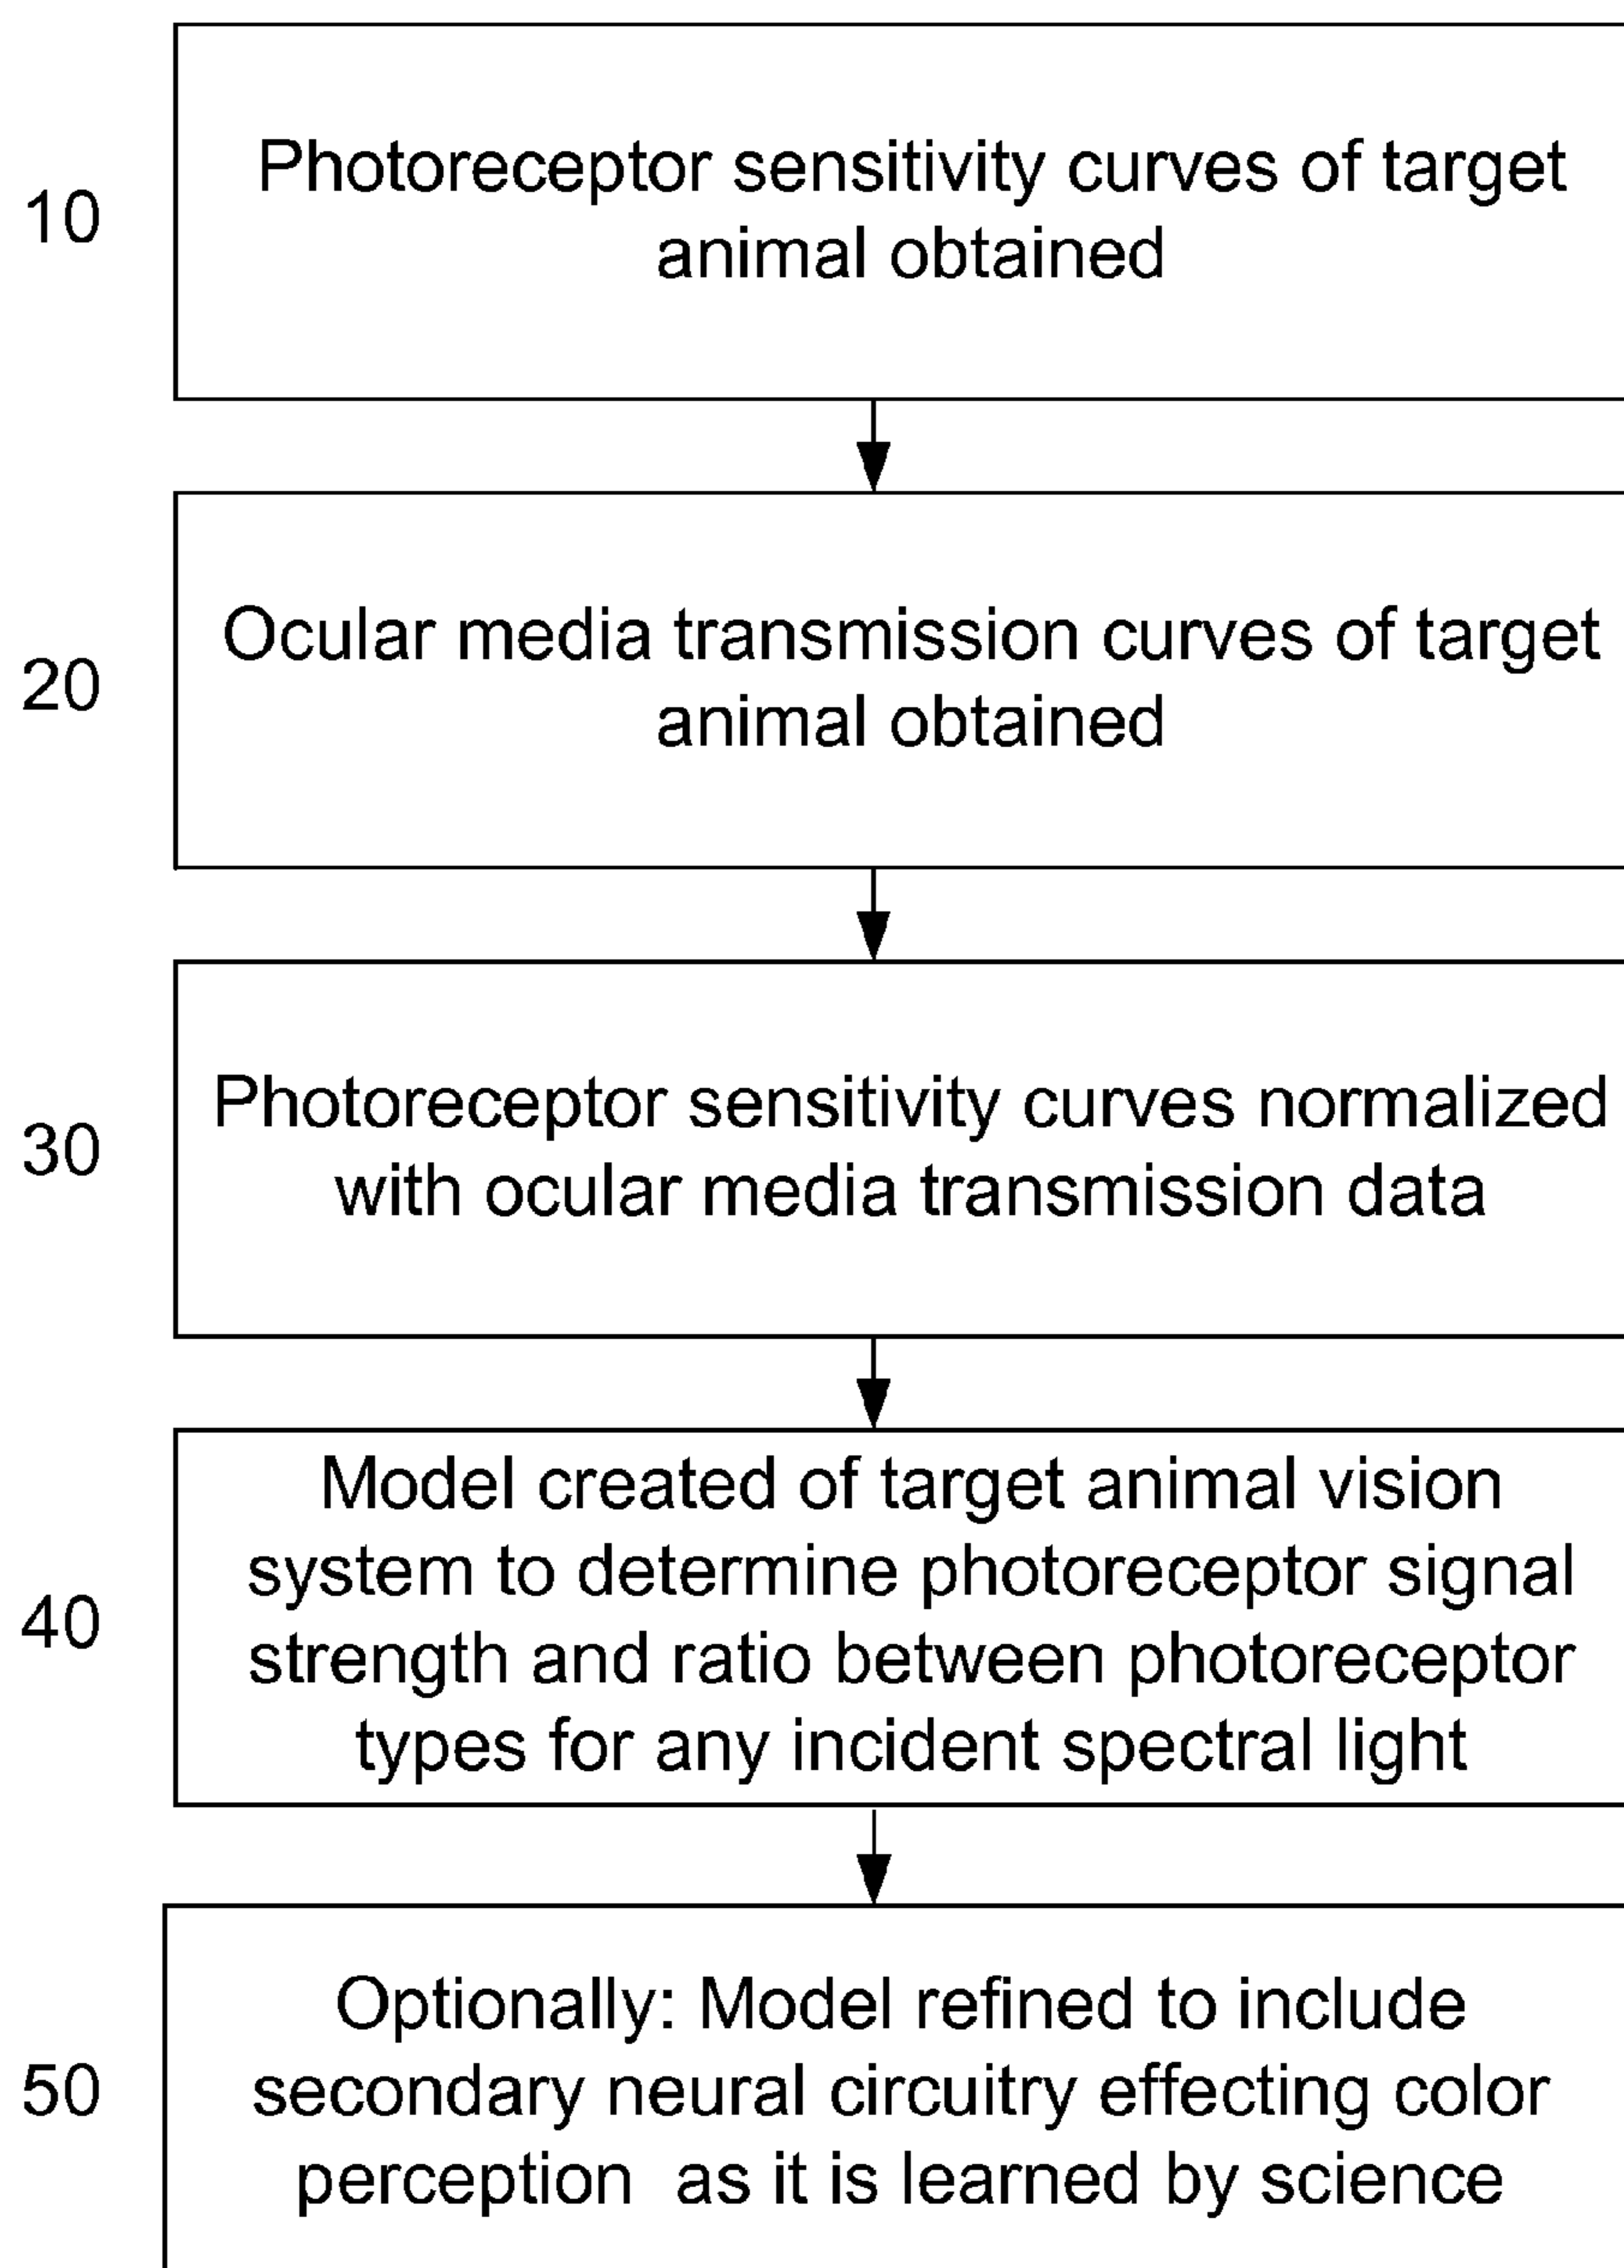 10
Photoreceptor sensitivity curves of target
animal obtained
20
Ocular media transmission curves of target
animal obtained
30
Photoreceptor sensitivity curves normalized
with ocular media transmission data
40
Model created of target animal vision
system to determine photoreceptor signal
strength and ratio between photoreceptor
types for any incident spectral light
50
Optionally: Model refined to include
secondary neural circuitry effecting color
perception  as it is learned by science